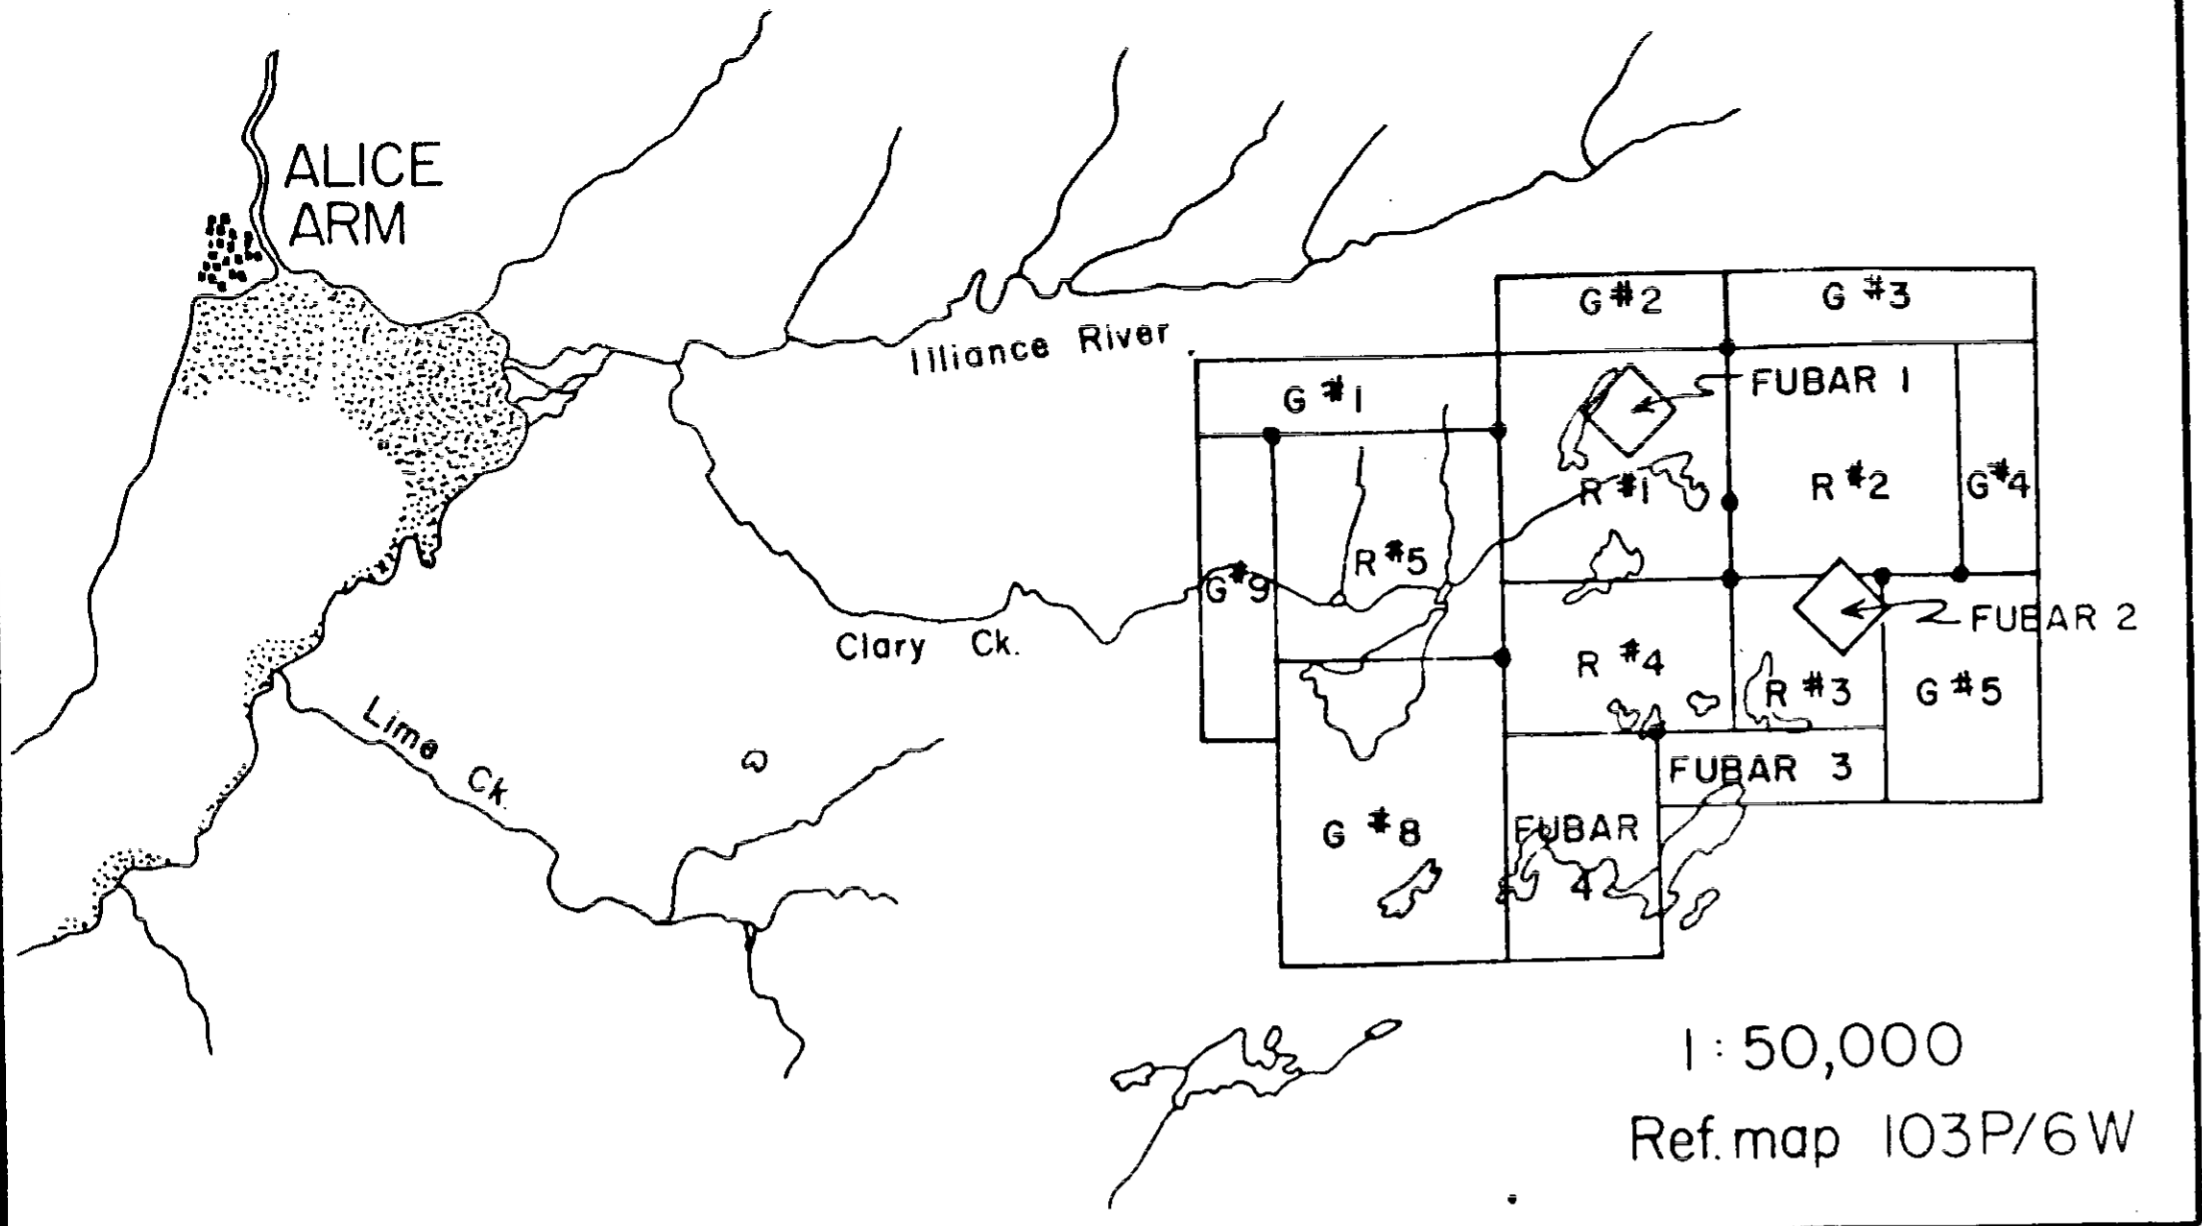 ALICE
ARM
Illiance River
Clary Ck.
Lime Ck.
G #2
G #3
G #1
FUBAR 1
R #1
R #2
G #4
R #5
G #9
FUBAR 2
R #4
R #3
G #5
FUBAR 3
G #8
FUBAR
4
1:50,000
Ref. map 103P/6W